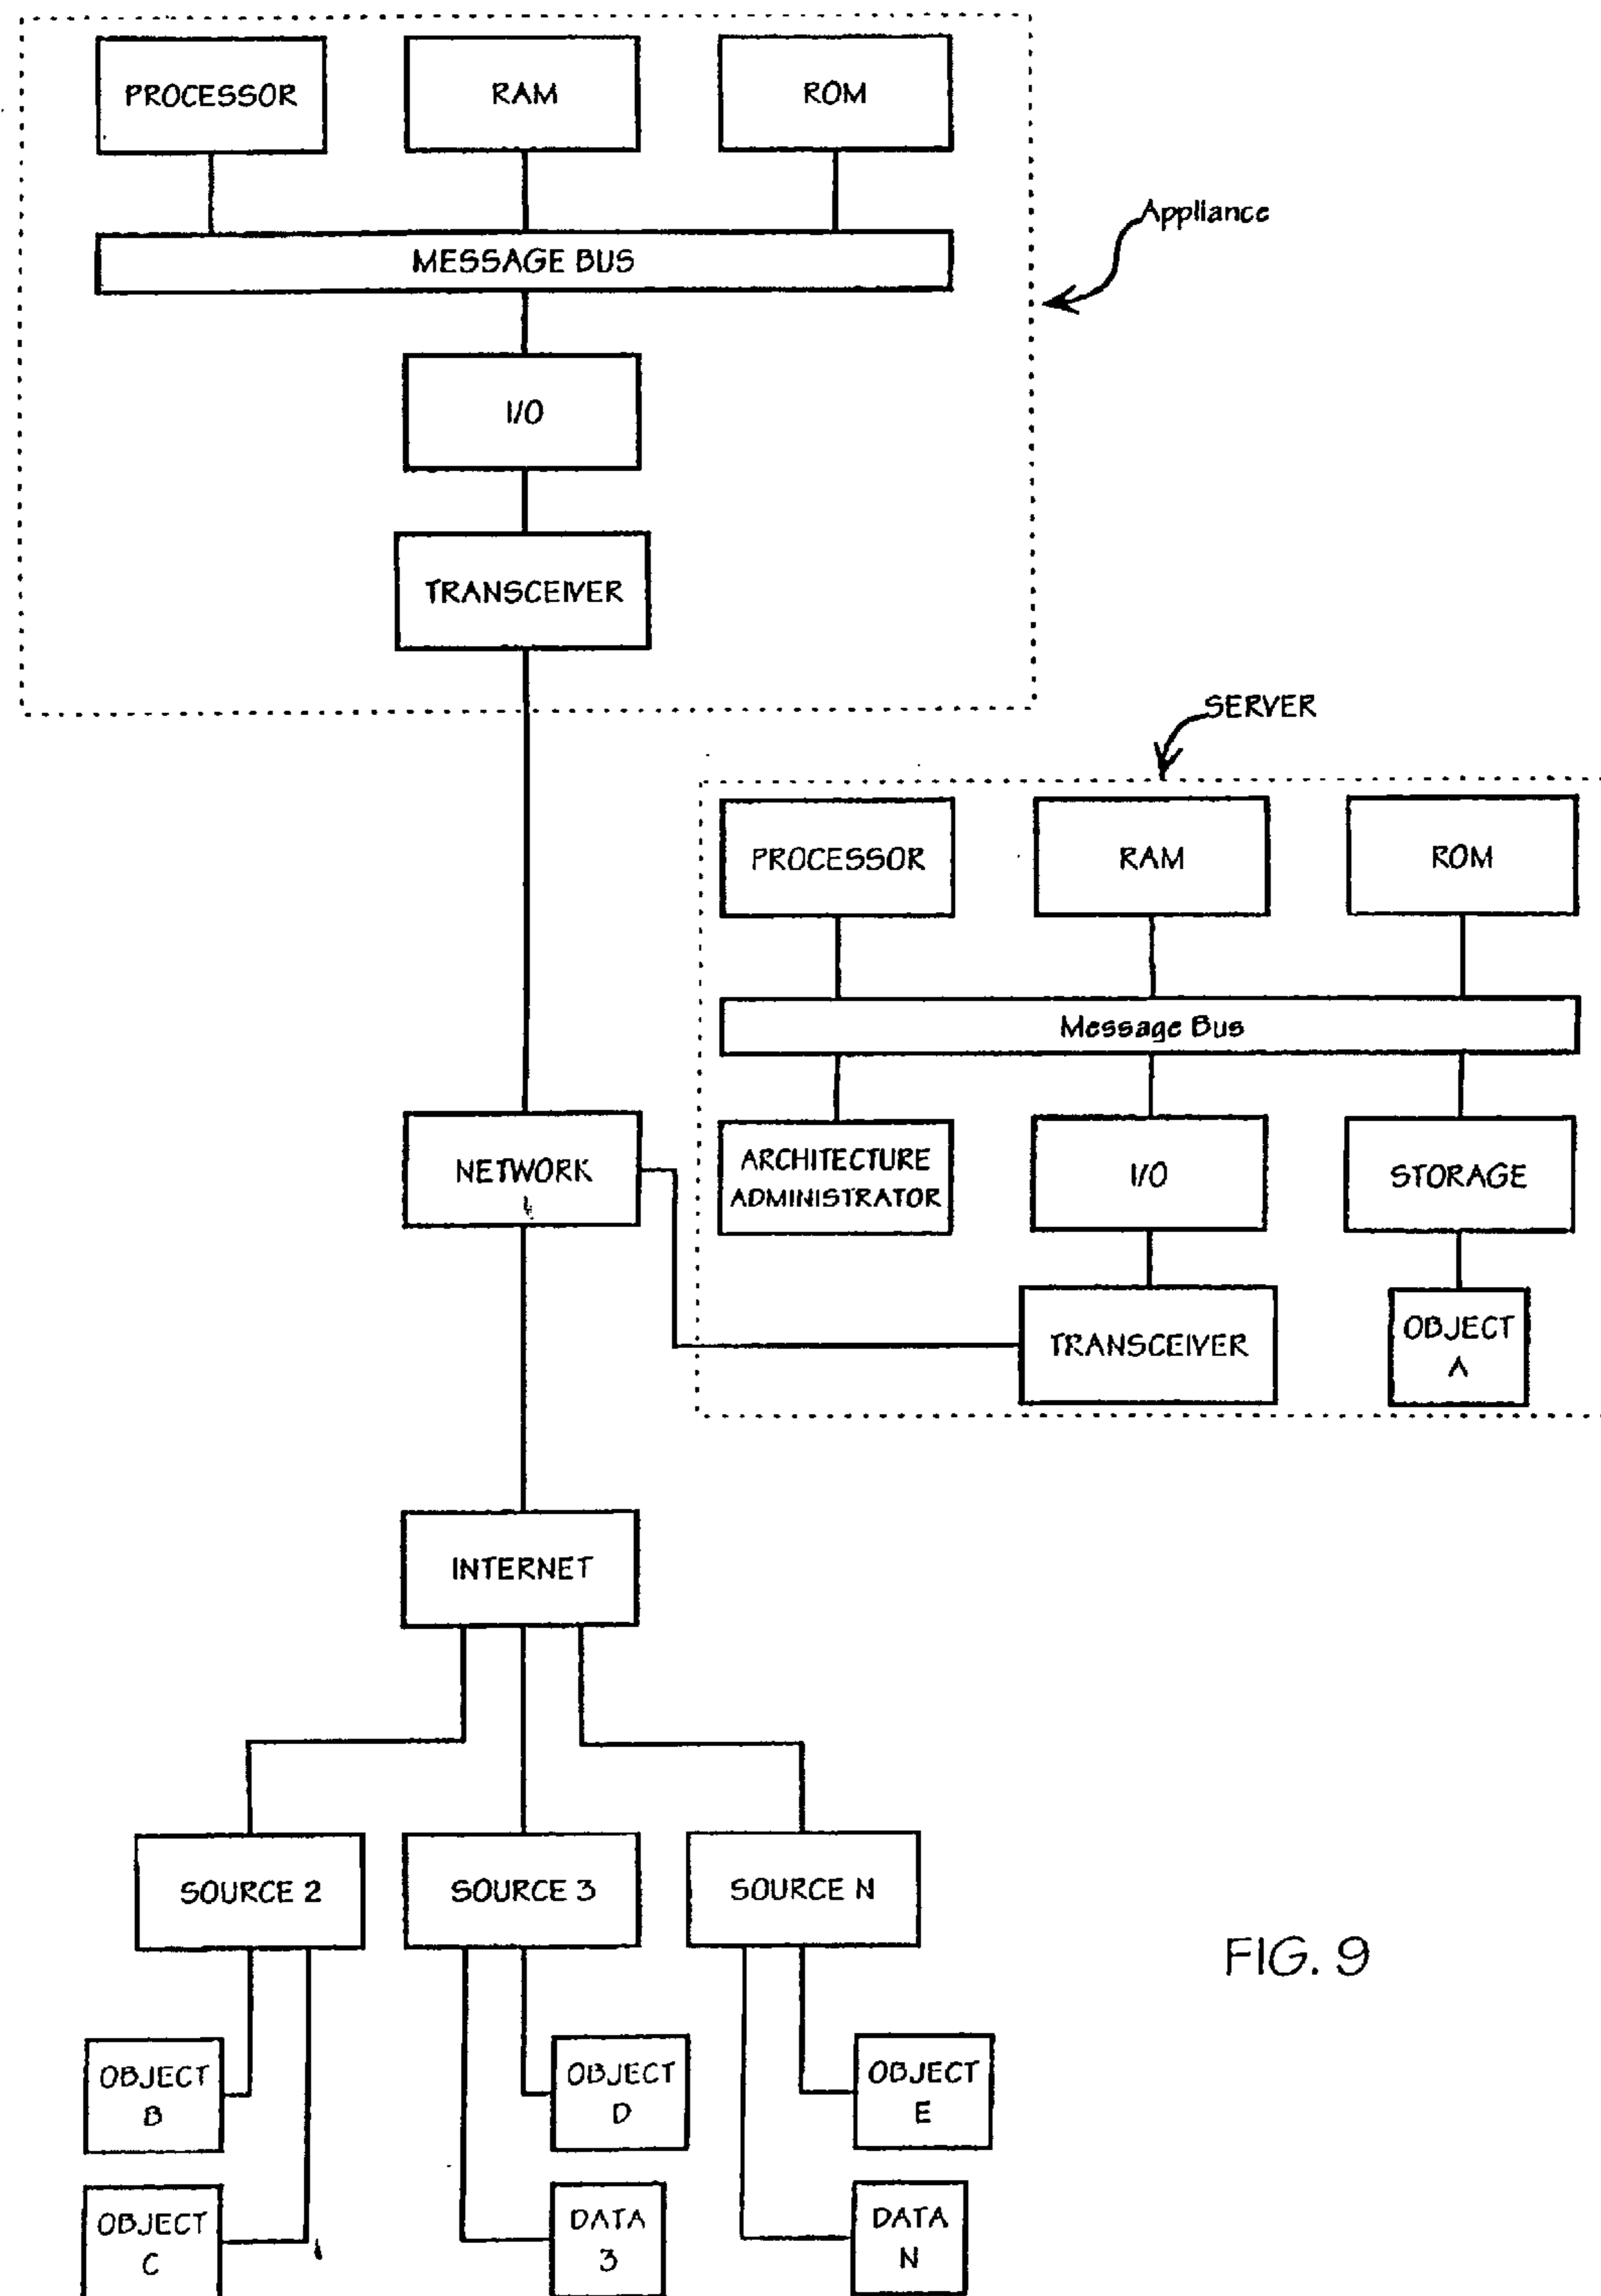 PROCESSOR
RAM
ROM
MESSAGE BUS
Appliance
I/O
TRANSCEIVER
SERVER
PROCESSOR
RAM
ROM
Message Bus
NETWORK
ARCHITECTURE
ADMINISTRATOR
I/O
STORAGE
TRANSCEIVER
OBJECT
A
INTERNET
SOURCE 2
SOURCE 3
SOURCE N
FIG. 9
OBJECT
B
OBJECT
D
OBJECT
E
OBJECT
C
DATA
3
DATA
N